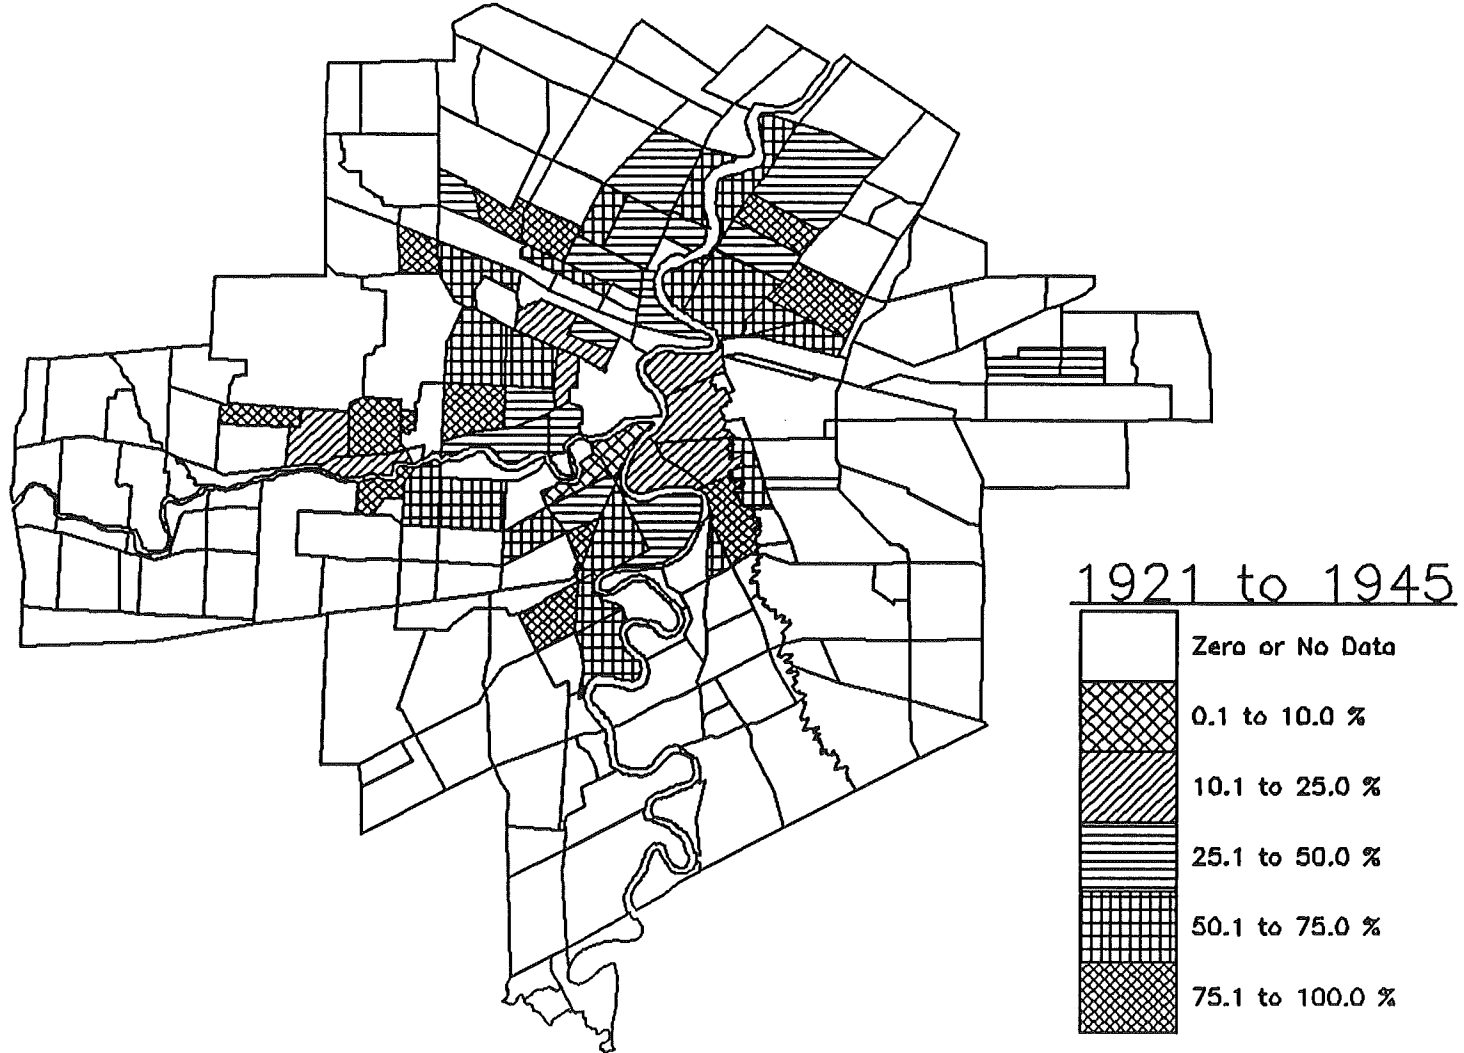 1921 to 1945
Zero or No Data
0.1 to 10.0 %
10.1 to 25.0 %
25.1 to 50.0 %
50.1 to 75.0 %
75.1 to 100.0 %